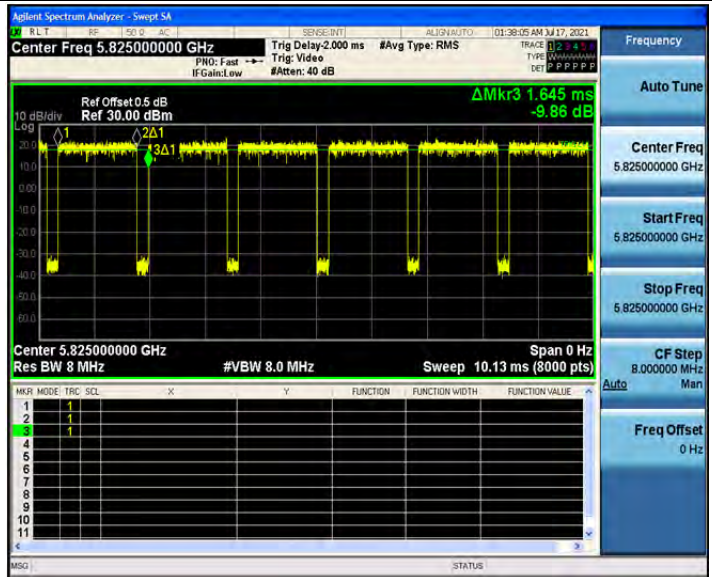 Agilent Spectrum Analyzer - Swept SA
RLT RF 50 Ω AC SENSE:INT ALIGNAUTO 01:38:05 AM Jul 17, 2021
Center Freq 5.825000000 GHz Trig Delay-2.000 ms #Avg Type: RMS TRACE 1 2 3 4 5 6
PNO: Fast Trig: Video TYPE
IFGain:Low #Atten: 40 dB DET P P P P P P
ΔMkr3 1.645 ms
-9.86 dB
Ref Offset 0.5 dB
10 dB/div Ref 30.00 dBm
Log
1 2Δ1
3Δ1
20.0
10.0
0.00
-10.0
-20.0
-30.0
-40.0
-50.0
-60.0
Center 5.825000000 GHz Span 0 Hz
Res BW 8 MHz #VBW 8.0 MHz Sweep 10.13 ms (8000 pts)
MKR MODE TRC SCL X Y FUNCTION FUNCTION WIDTH FUNCTION VALUE
1 1
2 1
3 1
4
5
6
7
8
9
10
11
MSG STATUS
Frequency
Auto Tune
Center Freq
5.825000000 GHz
Start Freq
5.825000000 GHz
Stop Freq
5.825000000 GHz
CF Step
8.000000 MHz
Auto Man
Freq Offset
0 Hz